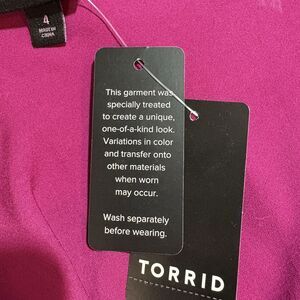 4
MADE IN
CHINA
This garment was
specially treated
to create a unique,
one-of-a-kind look.
Variations in color
and transfer onto
other materials
when worn
may occur.
Wash separately
before wearing.
TORRID